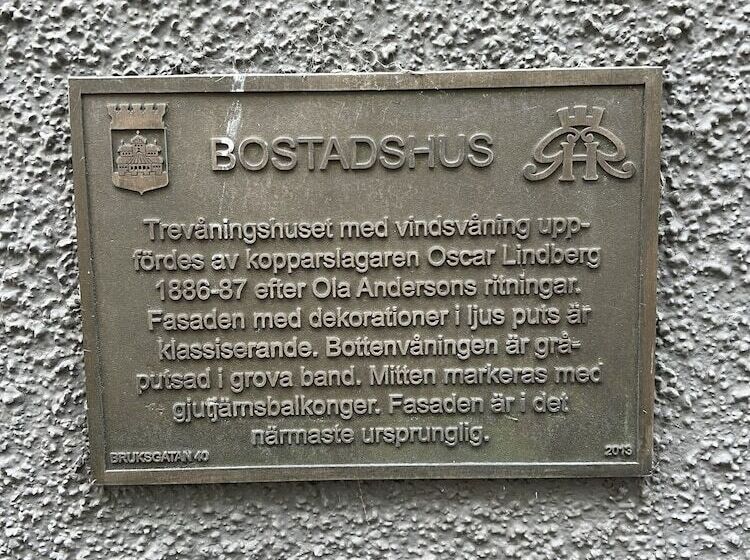 BOSTADSHUS
Trevåningshuset med vindsvåning upp-
fördes av kopparslagaren Oscar Lindberg
1886-87 efter Ola Andersons ritningar.
Fasaden med dekorationer i ljus puts är
klassiserande. Bottenvåningen är grå-
putsad i grova band. Mitten markeras med
gjutjärnsbalkonger. Fasaden är i det
närmaste ursprunglig.
BRUKSGATAN 40 2013